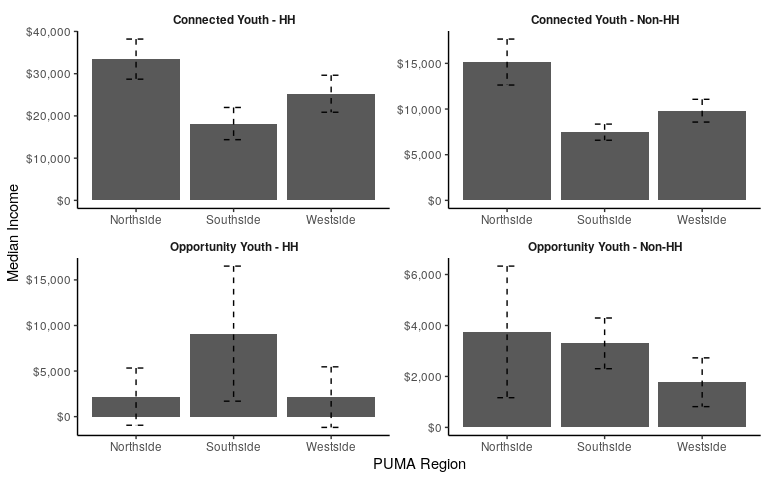 Connected Youth - HH
Connected Youth - Non-HH
$40,000
$30,000
$20,000
$10,000
$0
Northside
Southside
Westside
$15,000
$10,000
$5,000
$0
Northside
Southside
Westside
Opportunity Youth - HH
Opportunity Youth - Non-HH
$15,000
$10,000
$5,000
$0
Northside
Southside
Westside
$6,000
$4,000
$2,000
$0
Northside
Southside
Westside
Median Income
PUMA Region